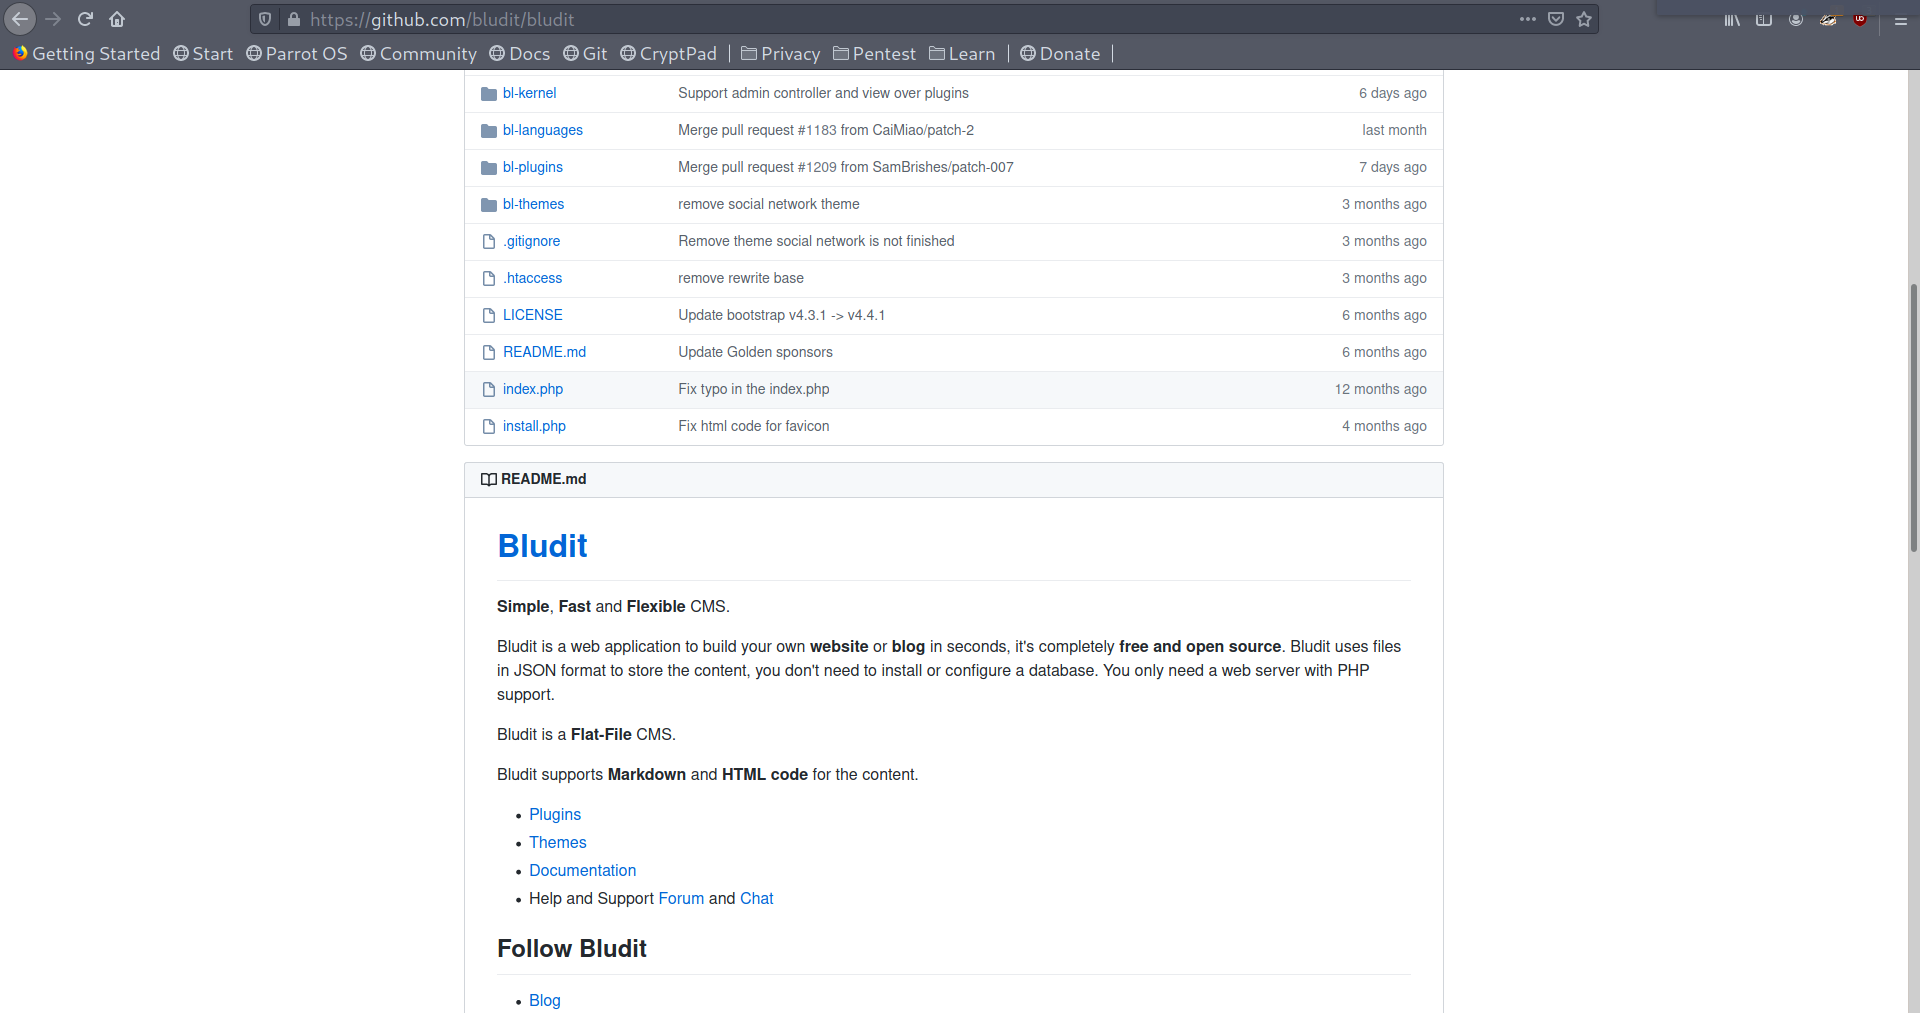 https://github.com/bludit/bludit
Getting Started Start Parrot OS Community Docs Git CryptPad Privacy Pentest Learn Donate
bl-kernel Support admin controller and view over plugins 6 days ago
bl-languages Merge pull request #1183 from CaiMiao/patch-2 last month
bl-plugins Merge pull request #1209 from SamBrishes/patch-007 7 days ago
bl-themes remove social network theme 3 months ago
.gitignore Remove theme social network is not finished 3 months ago
.htaccess remove rewrite base 3 months ago
LICENSE Update bootstrap v4.3.1 -> v4.4.1 6 months ago
README.md Update Golden sponsors 6 months ago
index.php Fix typo in the index.php 12 months ago
install.php Fix html code for favicon 4 months ago
README.md
Bludit
Simple, Fast and Flexible CMS.
Bludit is a web application to build your own website or blog in seconds, it's completely free and open source. Bludit uses files
in JSON format to store the content, you don't need to install or configure a database. You only need a web server with PHP
support.
Bludit is a Flat-File CMS.
Bludit supports Markdown and HTML code for the content.
• Plugins
• Themes
• Documentation
• Help and Support Forum and Chat
Follow Bludit
• Blog